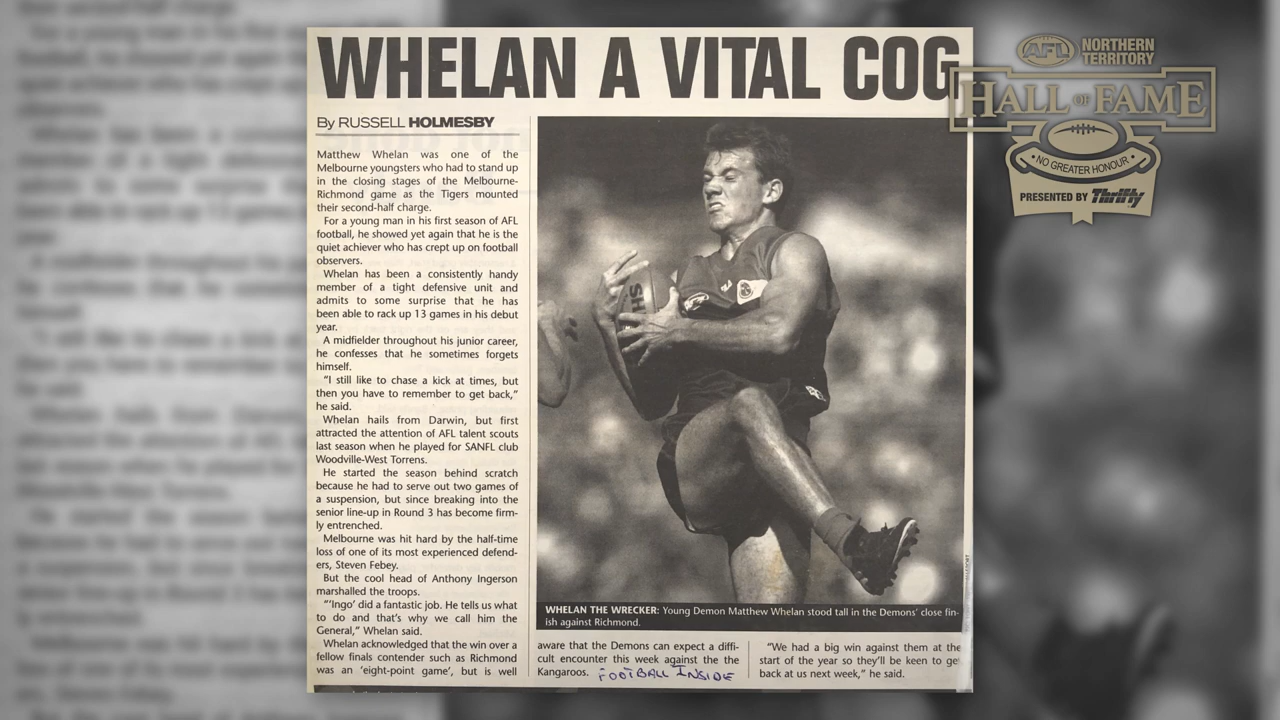 WHELAN A VITAL COG
By RUSSELL HOLMESBY
Matthew Whelan was one of the
Melbourne youngsters who had to stand up
in the closing stages of the Melbourne-
Richmond game as the Tigers mounted
their second-half charge.
For a young man in his first season of AFL
football, he showed yet again that he is the
quiet achiever who has crept up on football
observers.
Whelan has been a consistently handy
member of a tight defensive unit and
admits to some surprise that he has
been able to rack up 13 games in his debut
year.
A midfielder throughout his junior career,
he confesses that he sometimes forgets
himself.
“I still like to chase a kick at times, but
then you have to remember to get back,”
he said.
Whelan hails from Darwin, but first
attracted the attention of AFL talent scouts
last season when he played for SANFL club
Woodville-West Torrens.
He started the season behind scratch
because he had to serve out two games of
a suspension, but since breaking into the
senior line-up in Round 3 has become firm-
ly entrenched.
Melbourne was hit hard by the half-time
loss of one of its most experienced defend-
ers, Steven Febey.
But the cool head of Anthony Ingerson
marshalled the troops.
“‘Ingo’ did a fantastic job. He tells us what
to do and that’s why we call him the
General,” Whelan said.
Whelan acknowledged that the win over a
fellow finals contender such as Richmond
was an ‘eight-point game’, but is well
SH
WHELAN THE WRECKER: Young Demon Matthew Whelan stood tall in the Demons’ close fin-
ish against Richmond.
aware that the Demons can expect a diffi-
cult encounter this week against the the
Kangaroos.
FOOTBALL INSIDE
“We had a big win against them at the
start of the year so they’ll be keen to ge
back at us next week,” he said.
AFL NORTHERN
TERRITORY
HALL OF FAME
NO GREATER HONOUR
PRESENTED BY Thrifty